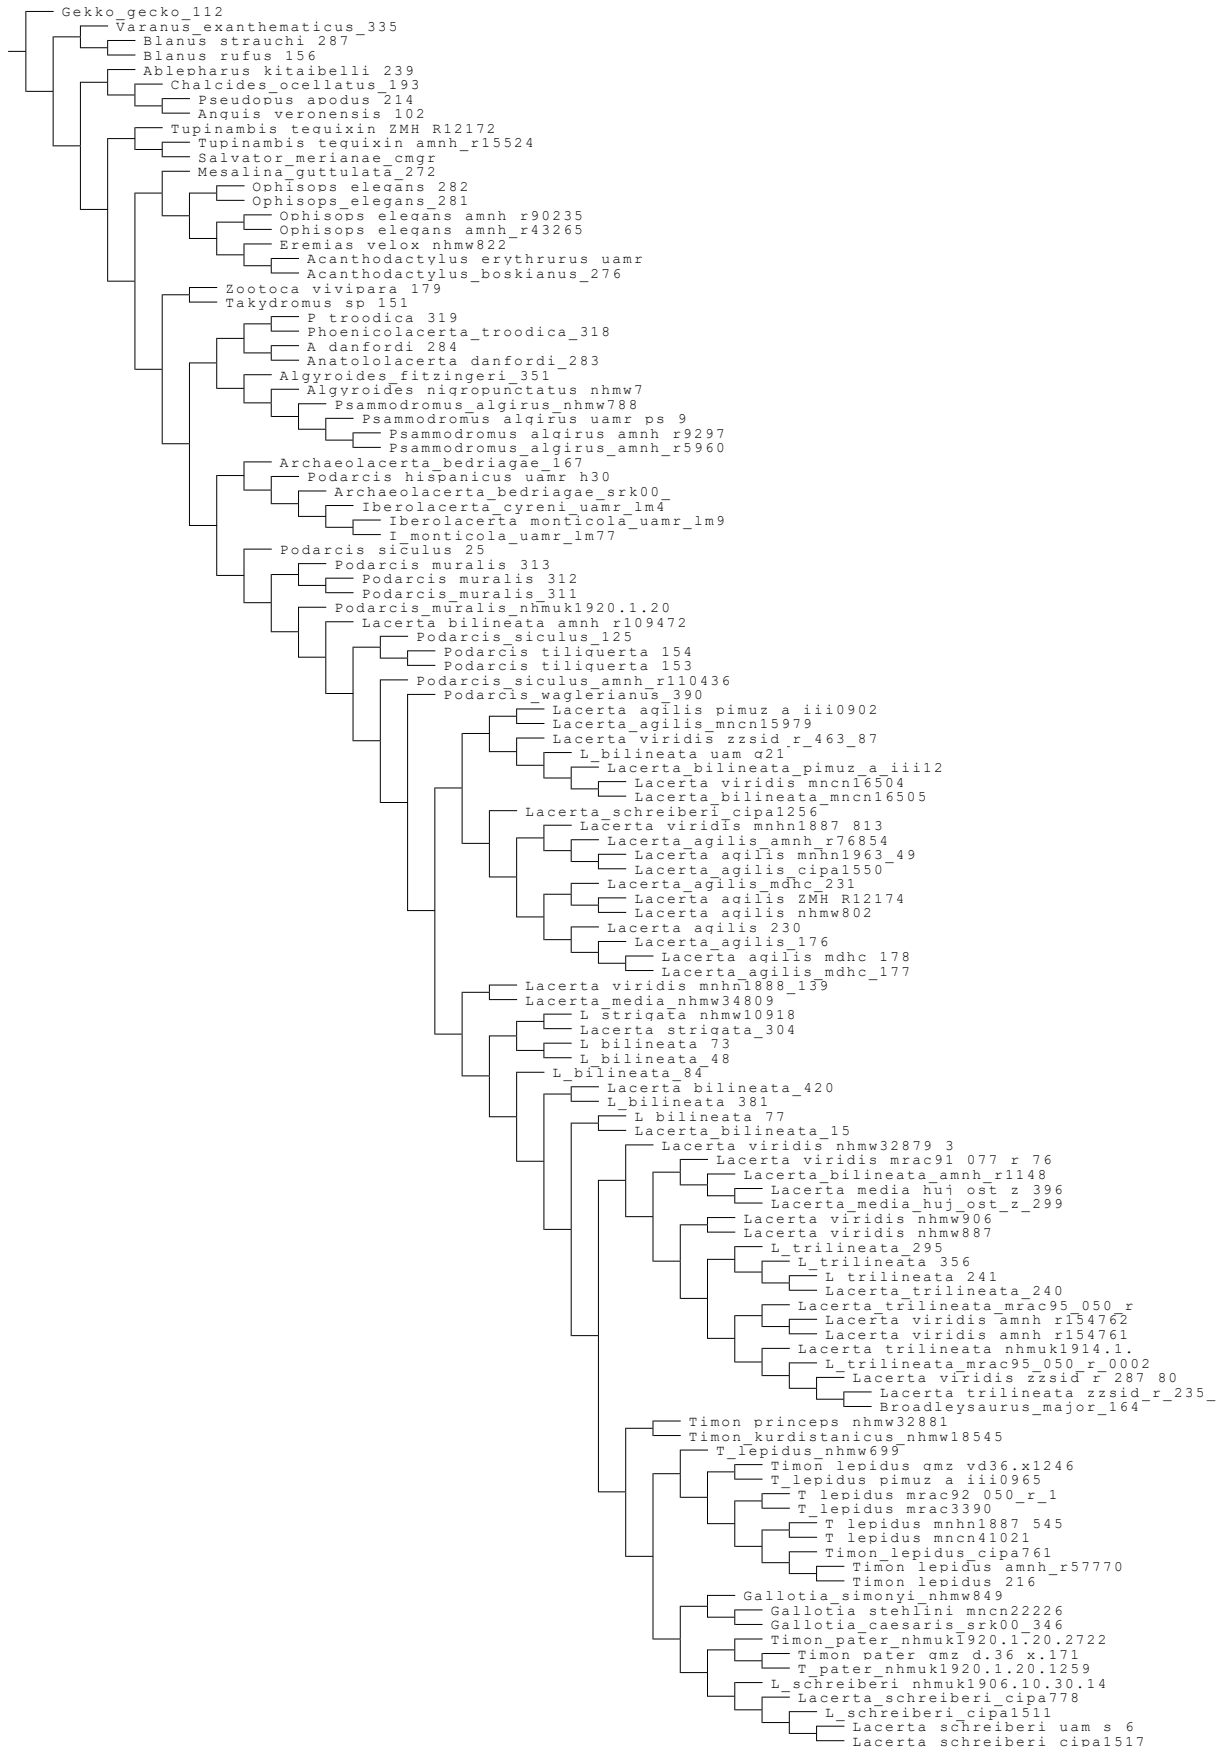 Gekko_gecko_112
Varanus_exanthematicus_335
Blanus_strauchi_287
Blanus_rufus_156
Ablepharus_kitaibelli_239
Chalcides_ocellatus_193
Pseudopus_apodus_214
Anguis_veronensis_102
Tupinambis_teguixin_ZMH_R12172
Tupinambis_teguixin_amnh_r15524
Salvator_merianae_cmgr
Mesalina_guttulata_272
Ophisops_elegans_282
Ophisops_elegans_281
Ophisops_elegans_amnh_r90235
Ophisops_elegans_amnh_r43265
Eremias_velox_nhmw822
Acanthodactylus_erythrurus_uamr
Acanthodactylus_boskianus_276
Zootoca_vivipara_179
Takydromus_sp_151
P_troodica_319
Phoenicolacerta_troodica_318
A_danfordi_284
Anatololacerta_danfordi_283
Algyroides_fitzingeri_351
Algyroides_nigropunctatus_nhmw7
Psammodromus_algirus_nhmw788
Psammodromus_algirus_uamr_ps_9
Psammodromus_algirus_amnh_r9297
Psammodromus_algirus_amnh_r5960
Archaeolacerta_bedriagae_167
Podarcis_hispanicus_uamr_h30
Archaeolacerta_bedriagae_srk00_
Iberolacerta_cyreni_uamr_lm4
Iberolacerta_monticola_uamr_lm9
I_monticola_uamr_lm77
Podarcis_siculus_25
Podarcis_muralis_313
Podarcis_muralis_312
Podarcis_muralis_311
Podarcis_muralis_nhmuk1920.1.20
Lacerta_bilineata_amnh_r109472
Podarcis_siculus_125
Podarcis_tiliguerta_154
Podarcis_tiliguerta_153
Podarcis_siculus_amnh_r110436
Podarcis_waglerianus_390
Lacerta_agilis_pimuz_a_iii0902
Lacerta_agilis_mncn15979
Lacerta_viridis_zzsid_r_463_87
L_bilineata_uam_g21
Lacerta_bilineata_pimuz_a_iii12
Lacerta_viridis_mncn16504
Lacerta_bilineata_mncn16505
Lacerta_schreiberi_cipa1256
Lacerta_viridis_mnhn1887_813
Lacerta_agilis_amnh_r76854
Lacerta_agilis_mnhn1963_49
Lacerta_agilis_cipa1550
Lacerta_agilis_mdhc_231
Lacerta_agilis_ZMH_R12174
Lacerta_agilis_nhmw802
Lacerta_agilis_230
Lacerta_agilis_176
Lacerta_agilis_mdhc_178
Lacerta_agilis_mdhc_177
Lacerta_viridis_mnhn1888_139
Lacerta_media_nhmw34809
L_strigata_nhmw10918
Lacerta_strigata_304
L_bilineata_73
L_bilineata_48
L_bilineata_84
Lacerta_bilineata_420
L_bilineata_381
L_bilineata_77
Lacerta_bilineata_15
Lacerta_viridis_nhmw32879_3
Lacerta_viridis_mrac91_077_r_76
Lacerta_bilineata_amnh_r1148
Lacerta_media_huj_ost_z_396
Lacerta_media_huj_ost_z_299
Lacerta_viridis_nhmw906
Lacerta_viridis_nhmw887
L_trilineata_295
L_trilineata_356
L_trilineata_241
Lacerta_trilineata_240
Lacerta_trilineata_mrac95_050_r
Lacerta_viridis_amnh_r154762
Lacerta_viridis_amnh_r154761
Lacerta_trilineata_nhmuk1914.1.
L_trilineata_mrac95_050_r_0002
Lacerta_viridis_zzsid_r_287_80
Lacerta_trilineata_zzsid_r_235_
Broadleysaurus_major_164
Timon_princeps_nhmw32881
Timon_kurdistanicus_nhmw18545
T_lepidus_nhmw699
Timon_lepidus_gmz_vd36.x1246
T_lepidus_pimuz_a_iii0965
T_lepidus_mrac92_050_r_1
T_lepidus_mrac3390
T_lepidus_mnhn1887_545
T_lepidus_mncn41021
Timon_lepidus_cipa761
Timon_lepidus_amnh_r57770
Timon_lepidus_216
Gallotia_simonyi_nhmw849
Gallotia_stehlini_mncn22226
Gallotia_caesaris_srk00_346
Timon_pater_nhmuk1920.1.20.2722
Timon_pater_gmz_d.36_x.171
T_pater_nhmuk1920.1.20.1259
L_schreiberi_nhmuk1906.10.30.14
Lacerta_schreiberi_cipa778
L_schreiberi_cipa1511
Lacerta_schreiberi_uam_s_6
Lacerta_schreiberi_cipa1517